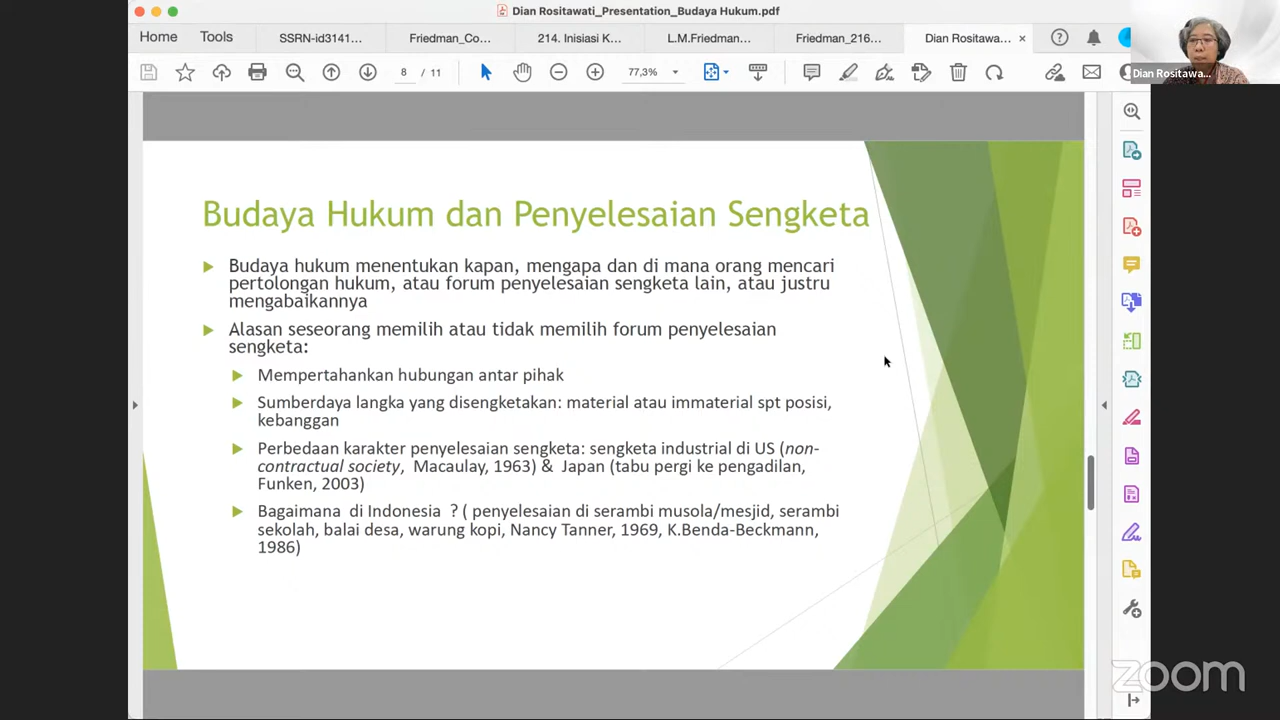 Dian Rositawati_Presentation_Budaya Hukum.pdf
Home Tools SSRN-id3141... Friedman_Co... 214. Inisiasi K... L.M.Friedman... Friedman_216... Dian Rositawa... ×
8 / 11 77,3%
Dian Rositawa...
Budaya Hukum dan Penyelesaian Sengketa
Budaya hukum menentukan kapan, mengapa dan di mana orang mencari
pertolongan hukum, atau forum penyelesaian sengketa lain, atau justru
mengabaikannya
Alasan seseorang memilih atau tidak memilih forum penyelesaian
sengketa:
Mempertahankan hubungan antar pihak
Sumberdaya langka yang disengketakan: material atau immaterial spt posisi,
kebanggan
Perbedaan karakter penyelesaian sengketa: sengketa industrial di US (non-
contractual society, Macaulay, 1963) & Japan (tabu pergi ke pengadilan,
Funken, 2003)
Bagaimana di Indonesia ? ( penyelesaian di serambi musola/mesjid, serambi
sekolah, balai desa, warung kopi, Nancy Tanner, 1969, K.Benda-Beckmann,
1986)
zoom